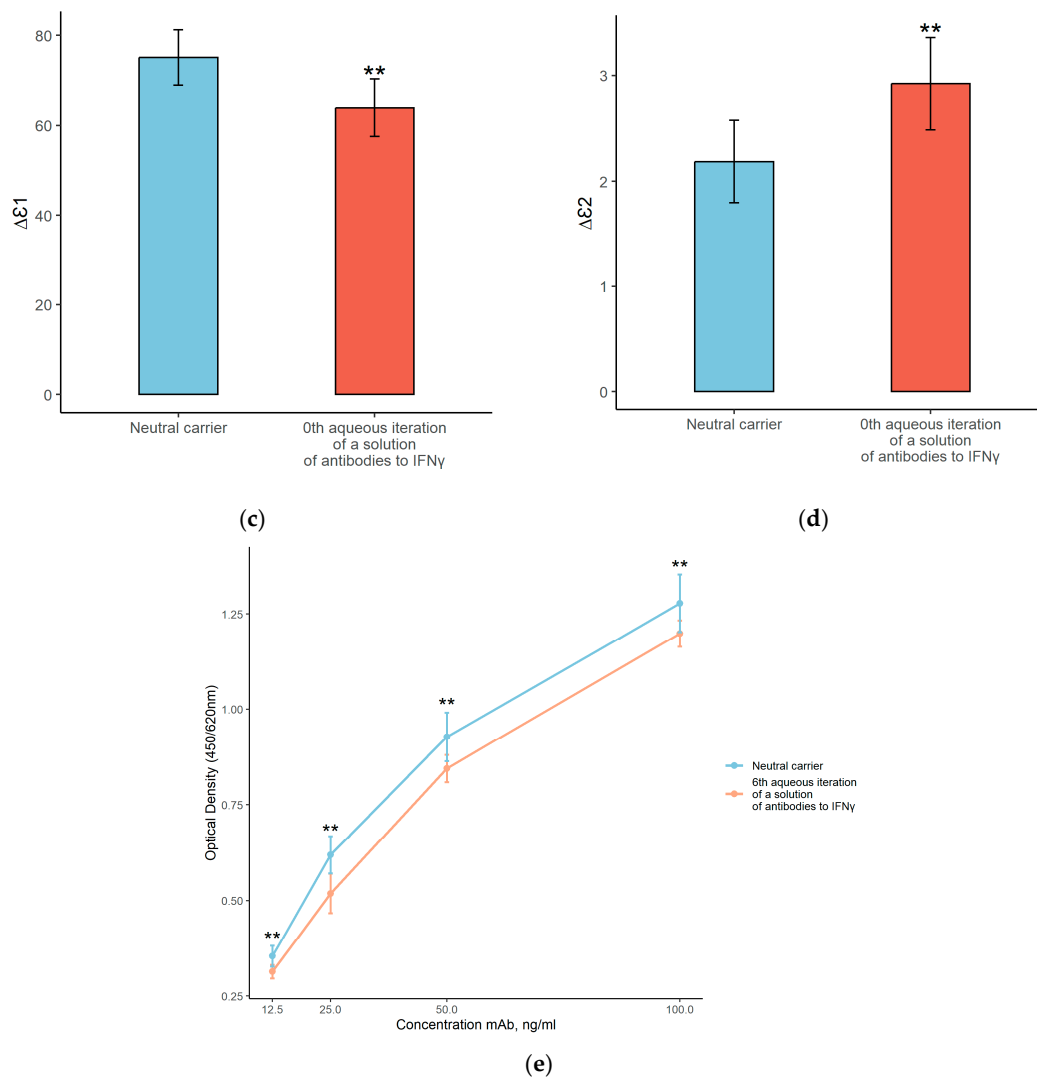 80
60
40
20
0
ΔƐ1
**
Neutral carrier
0th aqueous iteration
of a solution
of antibodies to IFNγ
(c)
3
2
1
0
ΔƐ2
**
Neutral carrier
0th aqueous iteration
of a solution
of antibodies to IFNγ
(d)
1.25
1.00
0.75
0.50
0.25
Optical Density (450/620nm)
**
**
**
**
12.5
25.0
50.0
100.0
Concentration mAb, ng/ml
Neutral carrier
6th aqueous iteration
of a solution
of antibodies to IFNγ
(e)